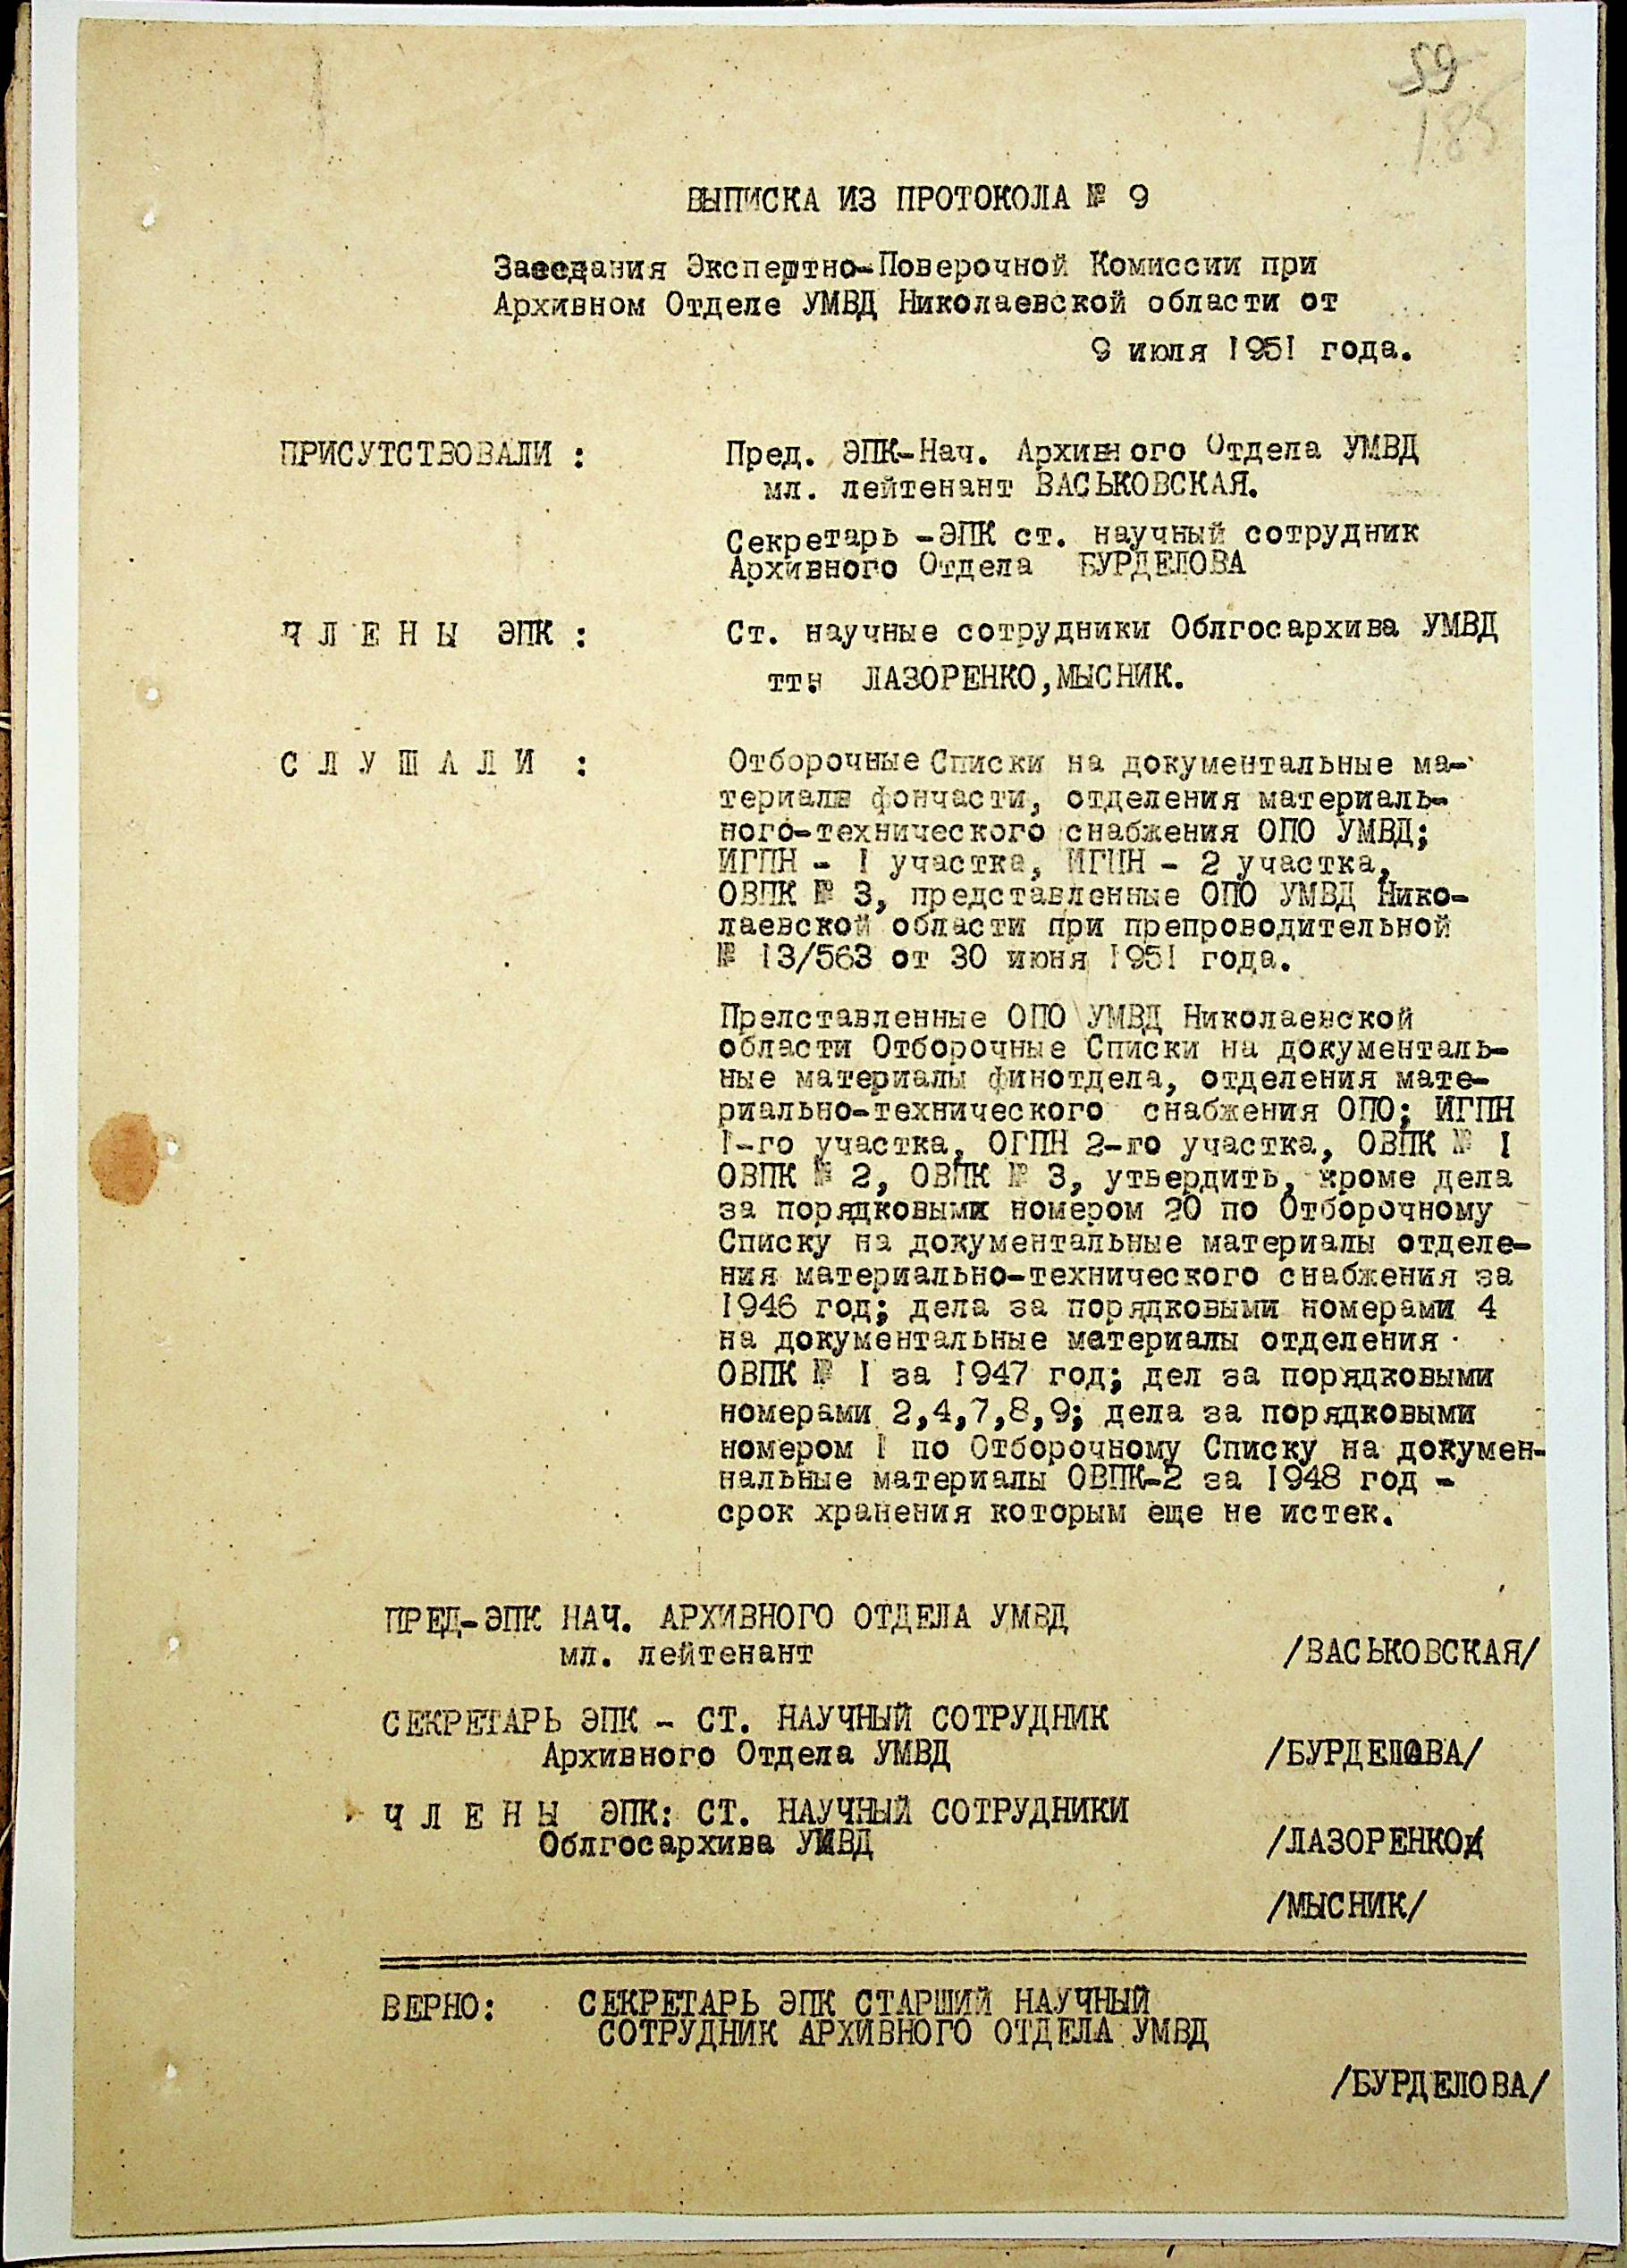 59
185
ВЫПИСКА ИЗ ПРОТОКОЛА № 9
Заседания Экспертно-Поверочной Комиссии при
Архивном Отделе УМВД Николаевской области от
9 июля 1951 года.
ПРИСУТСТВОВАЛИ : Пред. ЭПК-Нач. Архивного Отдела УМВД
мл. лейтенант ВАСЬКОВСКАЯ.
Секретарь -ЭПК ст. научный сотрудник
Архивного Отдела БУРДЕЛОВА
Ч Л Е Н Ы ЭПК : Ст. научные сотрудники Облгосархива УМВД
тт: ЛАЗОРЕНКО,МЫСНИК.
С Л У Ш А Л И : Отборочные Списки на документальные ма-
териалы фончасти, отделения материаль-
ного-технического снабжения ОПО УМВД;
ИГПН - I участка, ИГПН - 2 участка,
ОВПК № 3, представленные ОПО УМВД Нико-
лаевской области при препроводительной
№ 13/563 от 30 июня 1951 года.
Прелставленные ОПО УМВД Николаевской
области Отборочные Списки на документаль-
ные материалы финотдела, отделения мате-
риально-технического снабжения ОПО; ИГПН
I-го участка, ОГПН 2-го участка, ОВПК № I
ОВПК № 2, ОВПК № 3, утвердить, кроме дела
за порядковыми номером 20 по Отборочному
Списку на документальные материалы отделе-
ния материально-технического снабжения за
1946 год; дела за порядковыми номерами 4
на документальные материалы отделения
ОВПК № I за 1947 год; дел за порядковыми
номерами 2,4,7,8,9; дела за порядковыми
номером I по Отборочному Списку на докумен-
нальные материалы ОВПК-2 за 1948 год -
срок хранения которым еще не истек.
ПРЕД-ЭПК НАЧ. АРХИВНОГО ОТДЕЛА УМВД
мл. лейтенант /ВАСЬКОВСКАЯ/
СЕКРЕТАРЬ ЭПК - СТ. НАУЧНЫЙ СОТРУДНИК
Архивного Отдела УМВД /БУРДЕЛОВА/
Ч Л Е Н Ы ЭПК: СТ. НАУЧНЫЙ СОТРУДНИКИ
Облгосархива УМВД /ЛАЗОРЕНКО/
/МЫСНИК/
ВЕРНО: СЕКРЕТАРЬ ЭПК СТАРШИЙ НАУЧНЫЙ
СОТРУДНИК АРХИВНОГО ОТДЕЛА УМВД
/БУРДЕЛОВА/